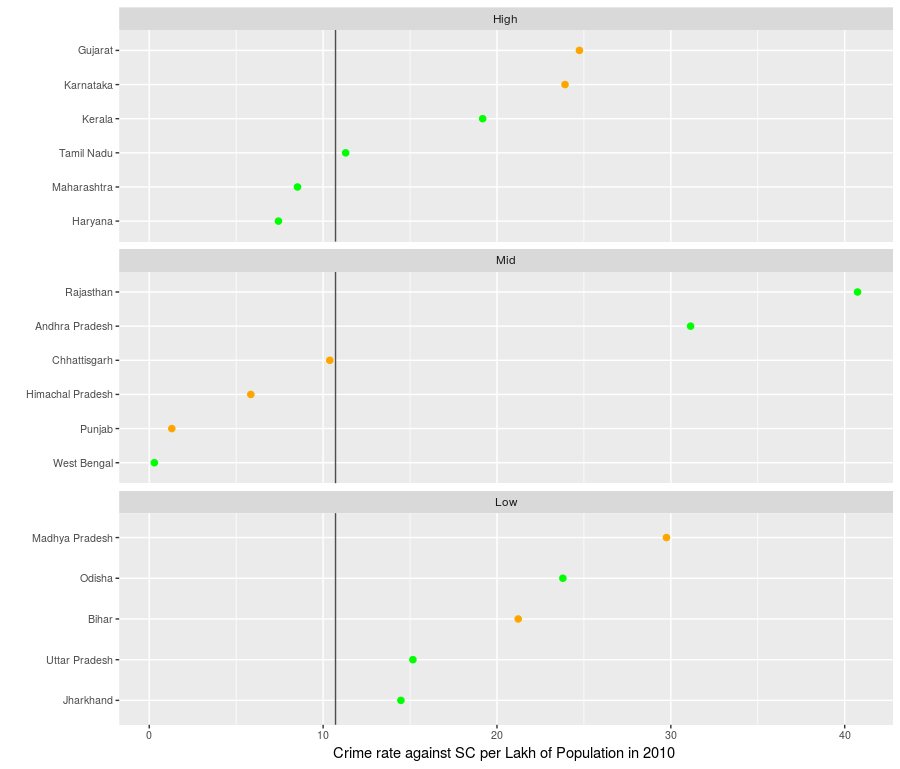 High
Gujarat
Karnataka
Kerala
Tamil Nadu
Maharashtra
Haryana
Mid
Rajasthan
Andhra Pradesh
Chhattisgarh
Himachal Pradesh
Punjab
West Bengal
Low
Madhya Pradesh
Odisha
Bihar
Uttar Pradesh
Jharkhand
0 10 20 30 40
Crime rate against SC per Lakh of Population in 2010